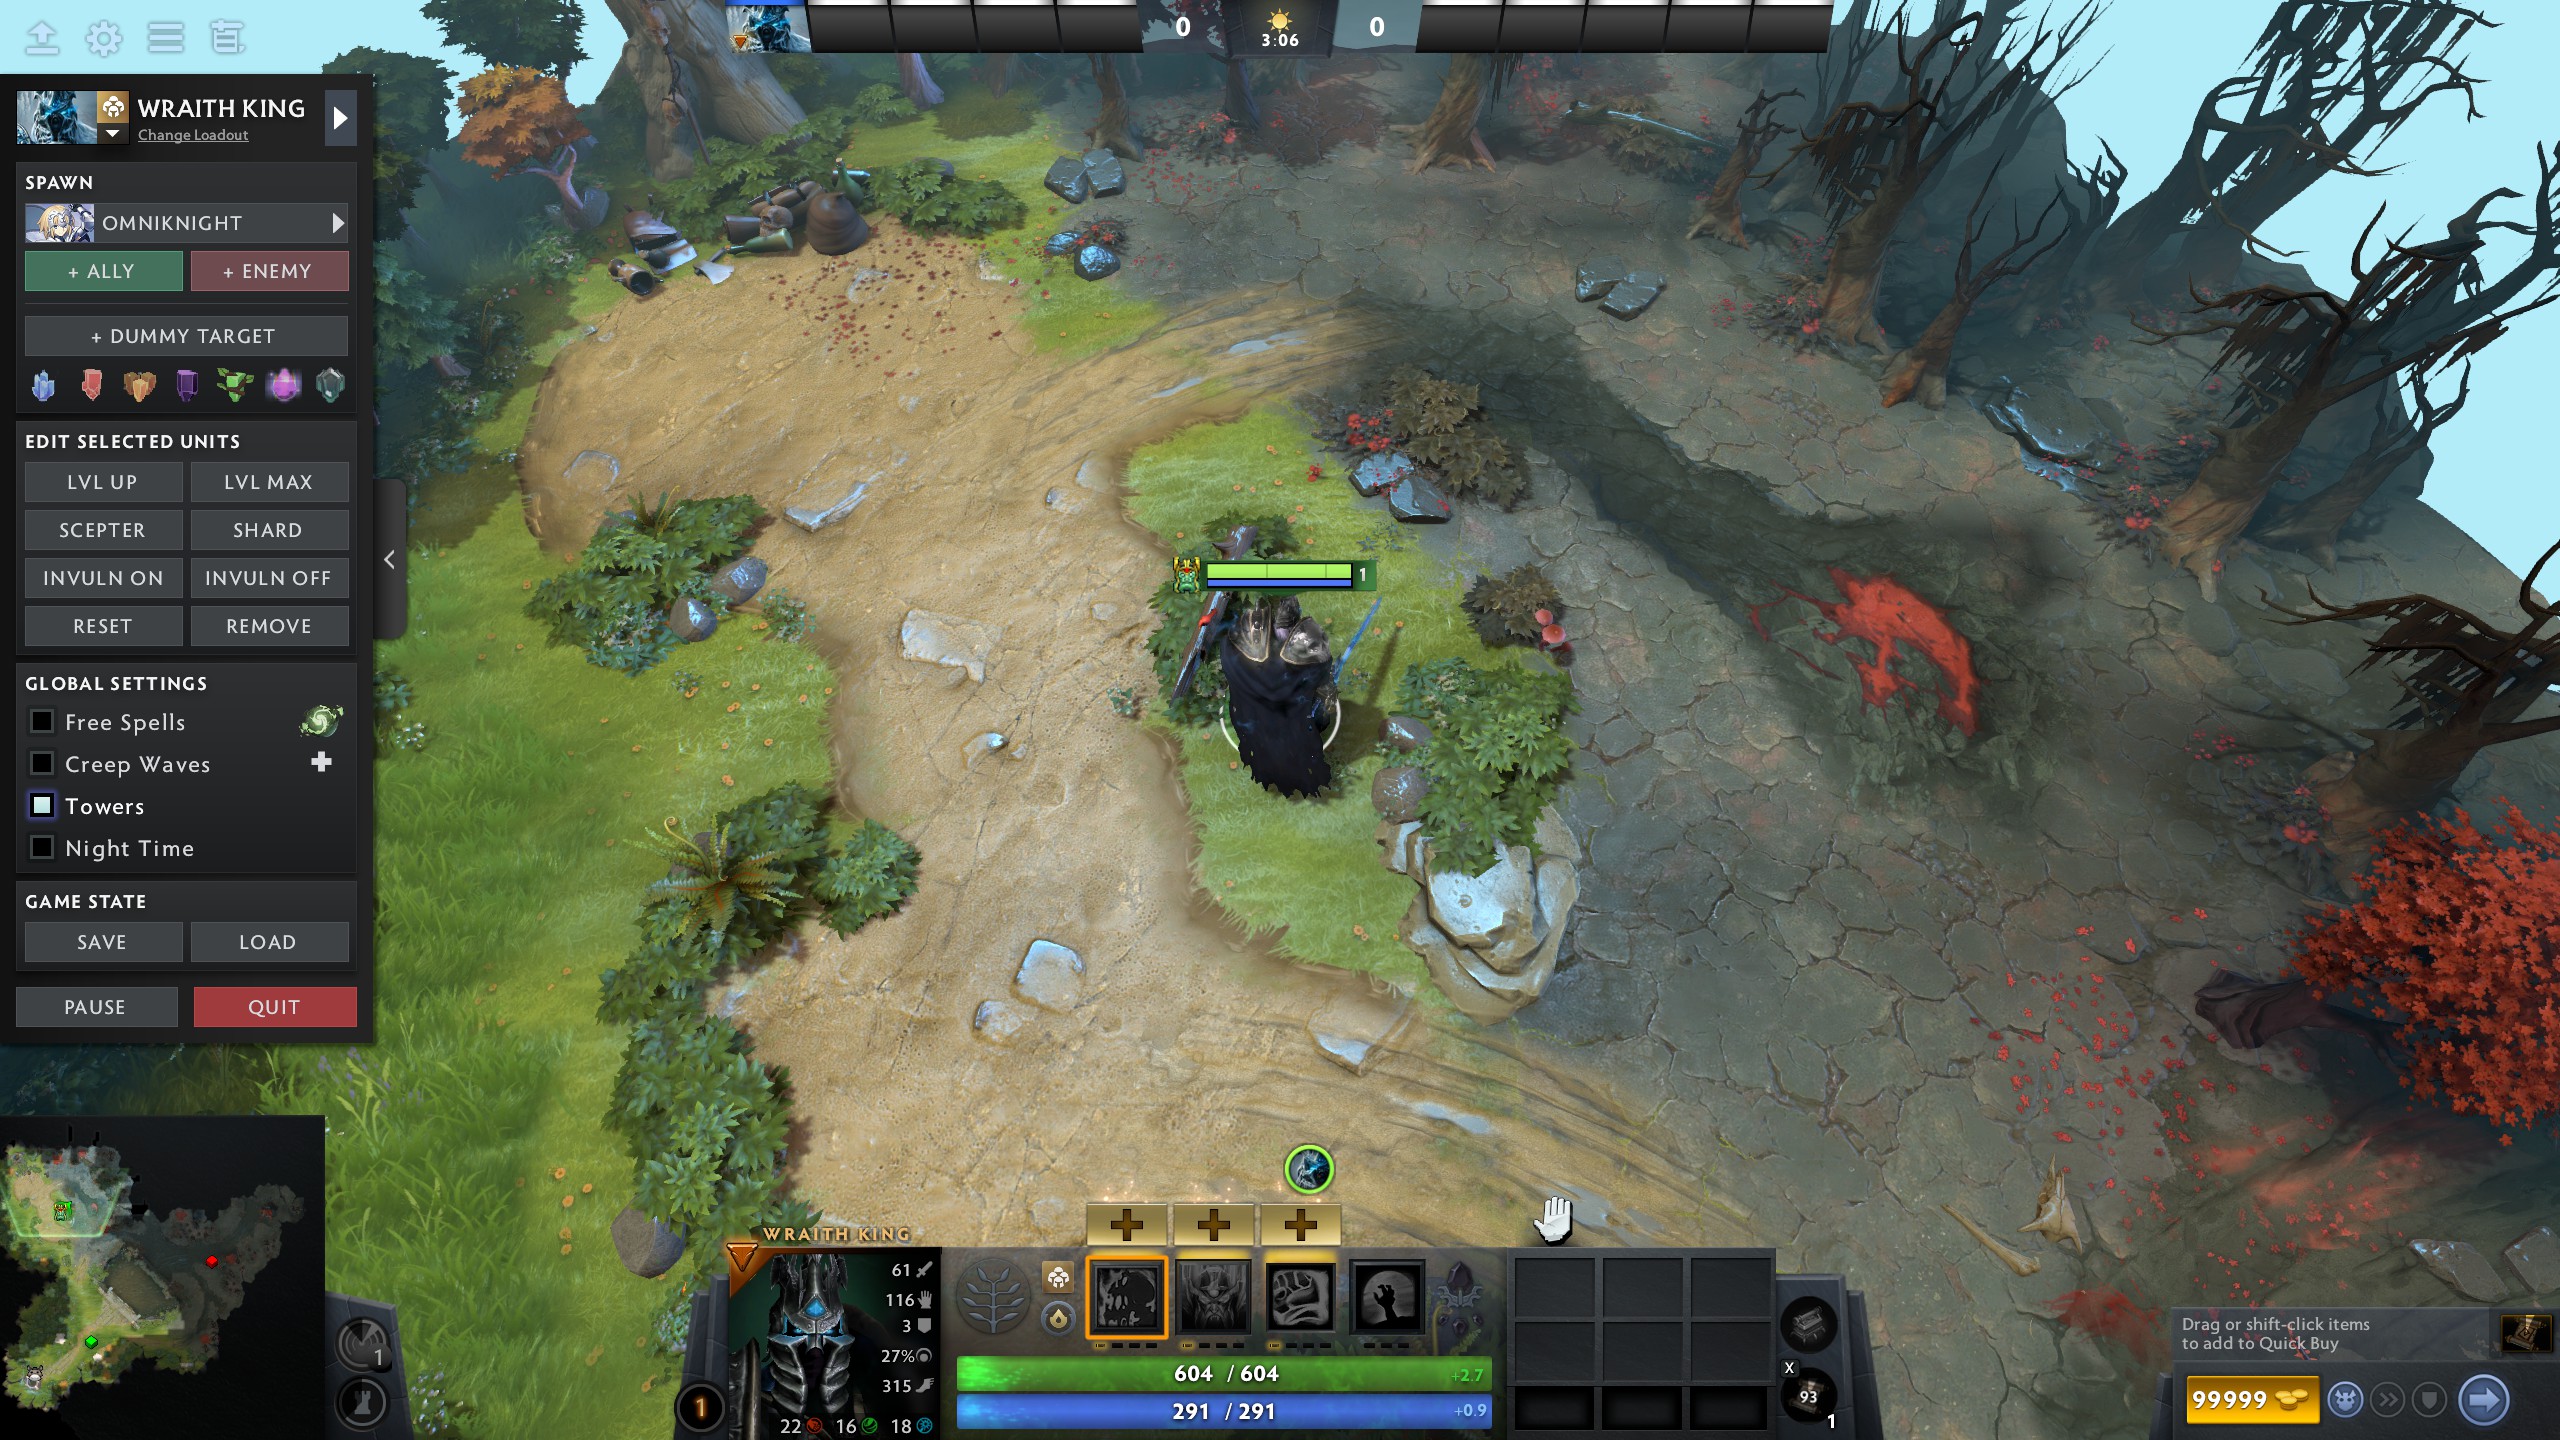 0
3:06
0
WRAITH KING
Change Loadout
SPAWN
OMNIKNIGHT
+ ALLY
+ ENEMY
+ DUMMY TARGET
EDIT SELECTED UNITS
LVL UP
LVL MAX
SCEPTER
SHARD
INVULN ON
INVULN OFF
RESET
REMOVE
GLOBAL SETTINGS
Free Spells
Creep Waves
Towers
Night Time
GAME STATE
SAVE
LOAD
PAUSE
QUIT
1
WRAITH KING
61
116
3
27%
315
22
16
18
1
1
604 / 604
+2.7
291 / 291
+0.9
X
93
1
Drag or shift-click items
to add to Quick Buy
99999